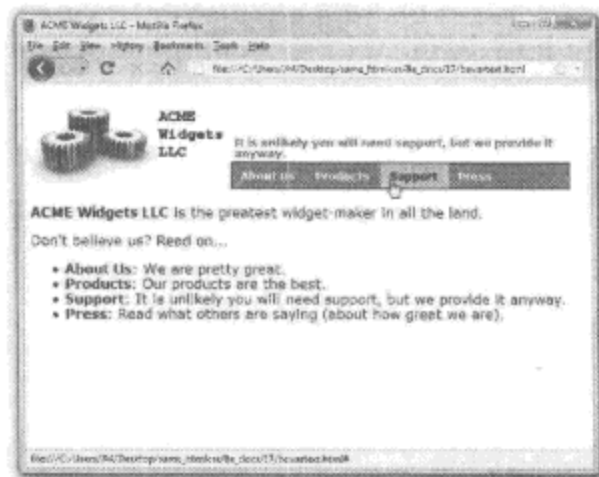 ACME Widgets LLC - Mozilla Firefox
File Edit View History Bookmarks Tools Help
ACME
Widgets
LLC
It is unlikely you will need support, but we provide it
anyway.
About Us Products Support Press
ACME Widgets LLC is the greatest widget-maker in all the land.
Don't believe us? Read on...
• About Us: We are pretty great.
• Products: Our products are the best.
• Support: It is unlikely you will need support, but we provide it anyway.
• Press: Read what others are saying (about how great we are).